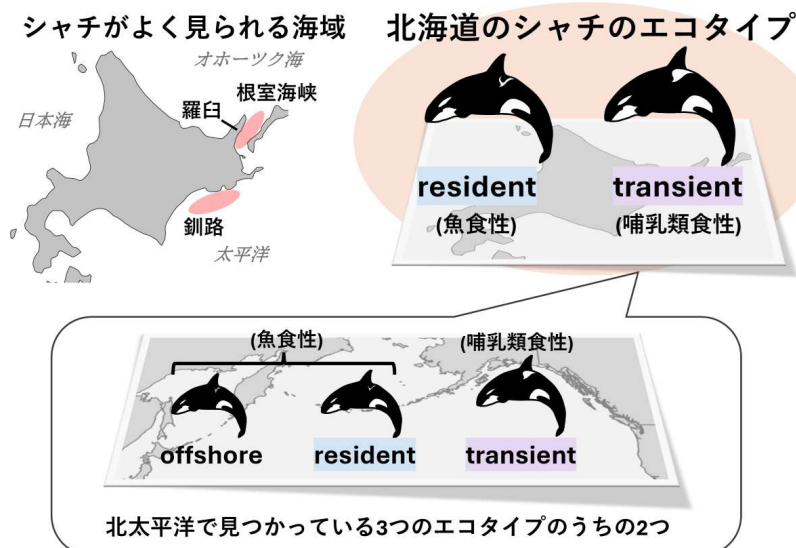 シャチがよく見られる海域
オホーツク海
根室海峡
羅臼
日本海
釧路
太平洋
北海道のシャチのエコタイプ
resident
(魚食性)
transient
(哺乳類食性)
(魚食性)
(哺乳類食性)
offshore
resident
transient
北太平洋で見つかっている3つのエコタイプのうちの2つ